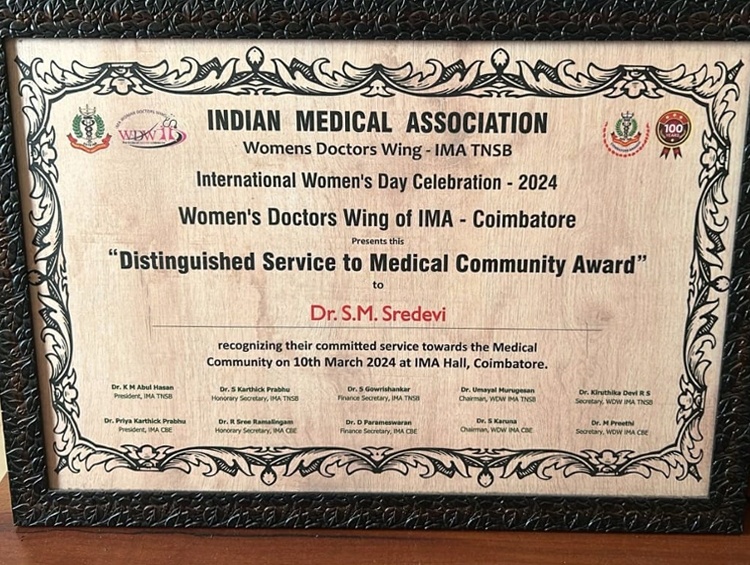 INDIAN MEDICAL ASSOCIATION
Womens Doctors Wing - IMA TNSB
WDW
100
YEARS
International Women's Day Celebration - 2024
Women's Doctors Wing of IMA - Coimbatore
Presents this
“Distinguished Service to Medical Community Award”
to
Dr. S.M. Sredevi
recognizing their committed service towards the Medical
Community on 10th March 2024 at IMA Hall, Coimbatore.
Dr. K M Abul Hasan
President, IMA TNSB
Dr. S Karthick Prabhu
Honorary Secretary, IMA TNSB
Dr. S Gowrishankar
Finance Secretary, IMA TNSB
Dr. Umayal Murugesan
Chairman, WDW IMA TNSB
Dr. Kiruthika Devi R S
Secretary, WDW IMA TNSB
Dr. Priya Karthick Prabhu
President, IMA CBE
Dr. R Sree Ramalingam
Honorary Secretary, IMA CBE
Dr. D Parameswaran
Finance Secretary, IMA CBE
Dr. S Karuna
Chairman, WDW IMA CBE
Dr. M Preethi
Secretary, WDW IMA CBE